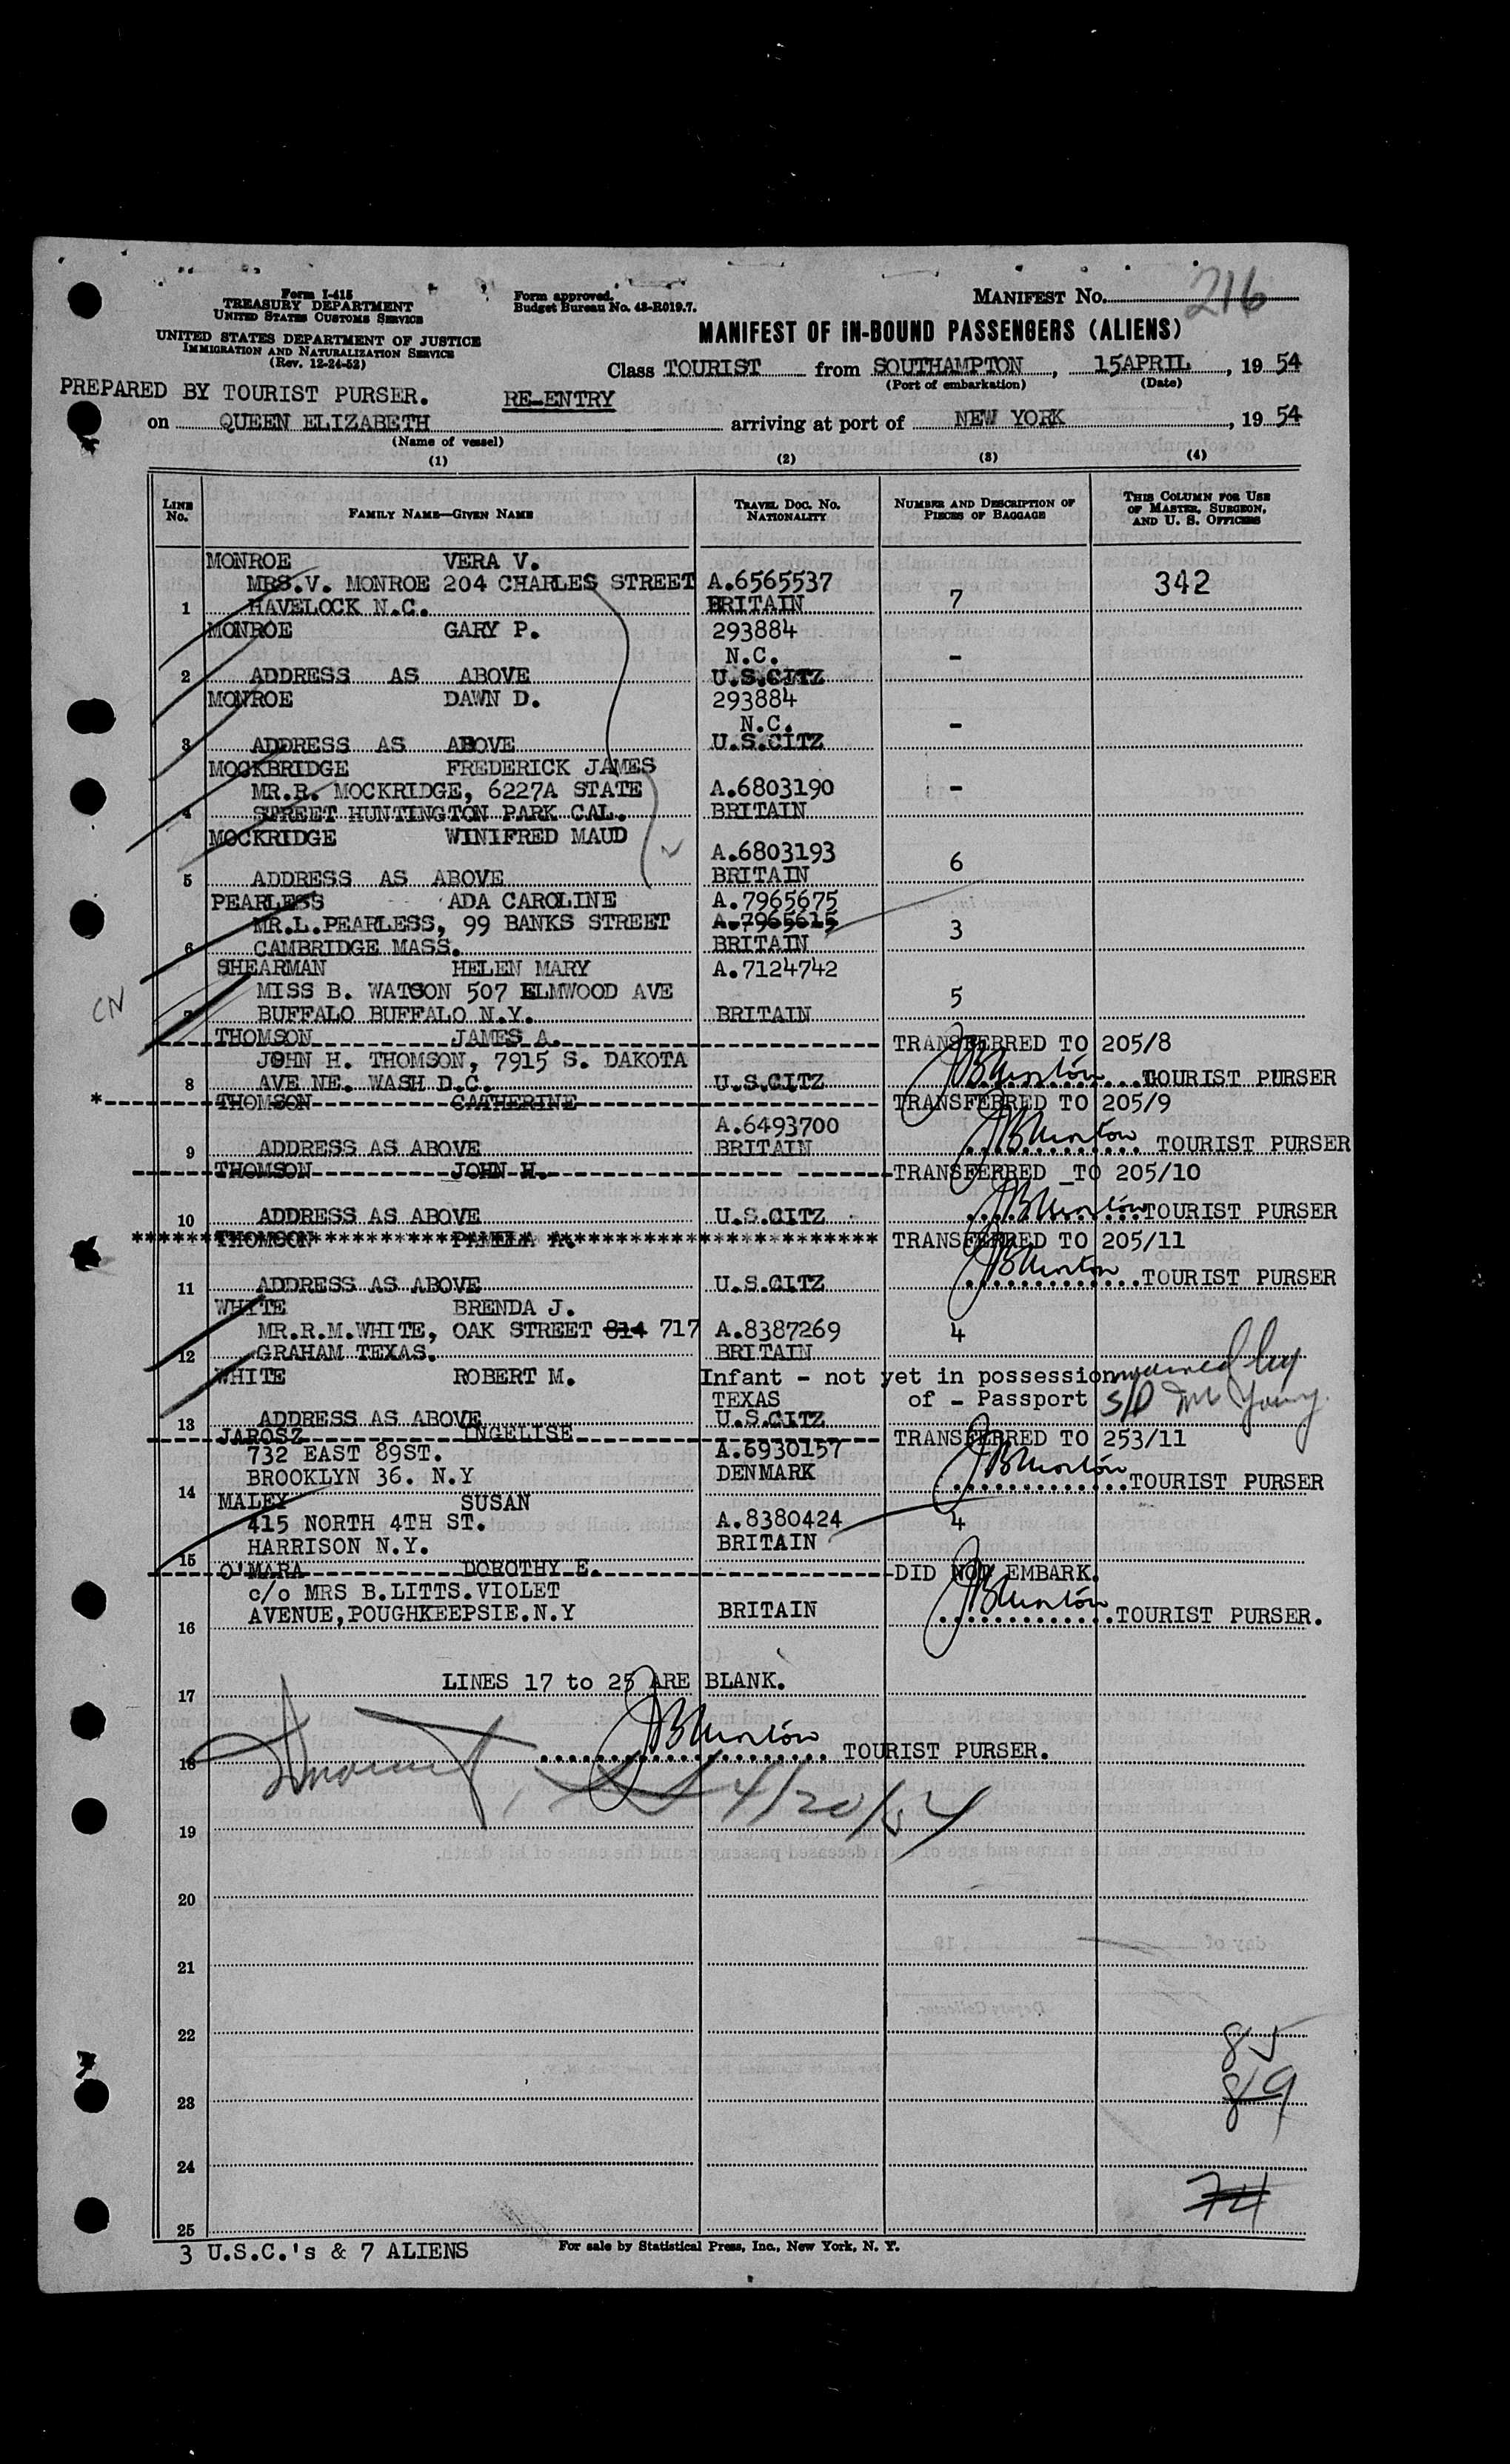 Form I-415
TREASURY DEPARTMENT
UNITED STATES CUSTOMS SERVICE
UNITED STATES DEPARTMENT OF JUSTICE
IMMIGRATION AND NATURALIZATION SERVICE
(Rev. 12-24-52)
Form approved.
Budget Bureau No. 43-R019.7.
MANIFEST NO. 216
MANIFEST OF IN-BOUND PASSENGERS (ALIENS)
Class TOURIST from SOUTHAMPTON, 15APRIL, 19 54
(Port of embarkation) (Date)
PREPARED BY TOURIST PURSER. RE-ENTRY
on QUEEN ELIZABETH arriving at port of NEW YORK, 19 54
(Name of vessel)
(1) (2) (3) (4)
LINE No. FAMILY NAME—GIVEN NAME TRAVEL DOC. NO. NATIONALITY NUMBER AND DESCRIPTION OF PIECES OF BAGGAGE THIS COLUMN FOR USE OF MASTER, SURGEON, AND U. S. OFFICERS
MONROE VERA V.
MRS.V. MONROE 204 CHARLES STREET A.6565537 342
1 HAVELOCK N.C. BRITAIN 7
MONROE GARY P. 293884
N.C. -
2 ADDRESS AS ABOVE U.S.CITZ
MONROE DAWN D. 293884
N.C. -
3 ADDRESS AS ABOVE U.S.CITZ
MOCKBRIDGE FREDERICK JAMES
MR.R. MOCKRIDGE, 6227A STATE A.6803190 -
4 STREET HUNTINGTON PARK CAL. BRITAIN
MOCKRIDGE WINIFRED MAUD
A.6803193 6
5 ADDRESS AS ABOVE BRITAIN
PEARLESS ADA CAROLINE A.7965675
MR.L.PEARLESS, 99 BANKS STREET A.7965615 3
6 CAMBRIDGE MASS. BRITAIN
SHEARMAN HELEN MARY A.7124742
CN MISS B. WATSON 507 ELMWOOD AVE 5
7 BUFFALO BUFFALO N.Y. BRITAIN
THOMSON JAMES A. TRANSFERRED TO 205/8
JOHN H. THOMSON, 7915 S. DAKOTA
8 AVE NE. WASH D.C. U.S.CITZ TOURIST PURSER
* THOMSON CATHERINE TRANSFERRED TO 205/9
A.6493700
9 ADDRESS AS ABOVE BRITAIN TOURIST PURSER
THOMSON JOHN H. TRANSFERRED _TO 205/10
10 ADDRESS AS ABOVE U.S.CITZ TOURIST PURSER
THOMSON PAMELA A. TRANSFERRED TO 205/11
11 ADDRESS AS ABOVE U.S.CITZ TOURIST PURSER
WHITE BRENDA J.
MR.R.M.WHITE, OAK STREET 814 717 A.8387269 4
12 GRAHAM TEXAS. BRITAIN
WHITE ROBERT M. Infant - not yet in possession
TEXAS of - Passport
13 ADDRESS AS ABOVE U.S.CITZ
JAROSZ INGELISE TRANSFERRED TO 253/11
732 EAST 89ST. A.6930157
BROOKLYN 36. N.Y DENMARK
14 TOURIST PURSER
MALEY SUSAN
415 NORTH 4TH ST. A.8380424 4
HARRISON N.Y. BRITAIN
15
O'MARA DOROTHY E. DID NOT EMBARK.
c/o MRS B.LITTS.VIOLET
AVENUE,POUGHKEEPSIE.N.Y BRITAIN TOURIST PURSER.
16
LINES 17 to 25 ARE BLANK.
17
18 TOURIST PURSER.
4/20/54
19
20
21
22
85
23 89
24
74
25
3 U.S.C.'s & 7 ALIENS
For sale by Statistical Press, Inc., New York, N. Y.